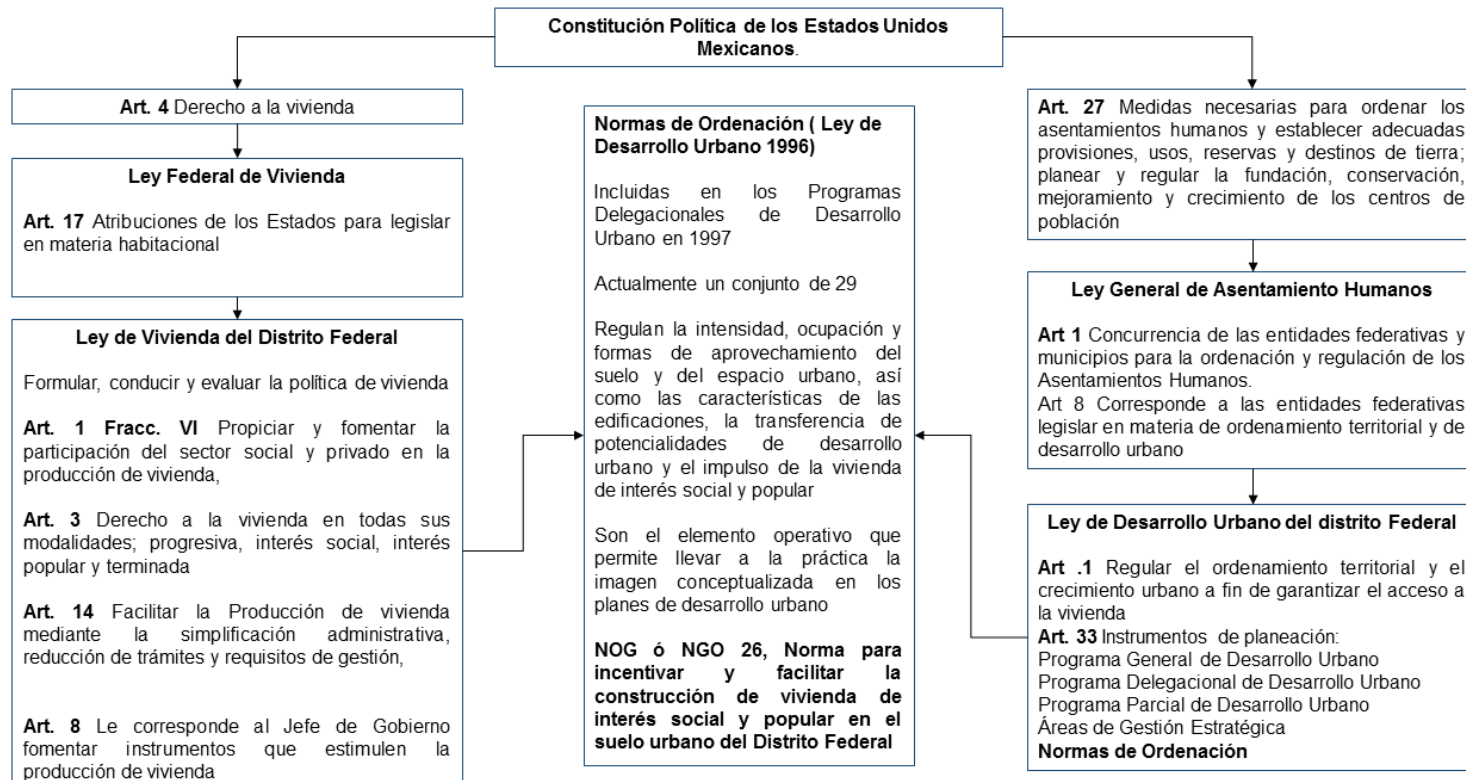 Constitución Política de los Estados Unidos
Mexicanos.
Art. 4 Derecho a la vivienda
Ley Federal de Vivienda
Art. 17 Atribuciones de los Estados para legislar
en materia habitacional
Ley de Vivienda del Distrito Federal
Formular, conducir y evaluar la política de vivienda
Art. 1 Fracc. VI Propiciar y fomentar la
participación del sector social y privado en la
producción de vivienda,
Art. 3 Derecho a la vivienda en todas sus
modalidades; progresiva, interés social, interés
popular y terminada
Art. 14 Facilitar la Producción de vivienda
mediante la simplificación administrativa,
reducción de trámites y requisitos de gestión,
Art. 8 Le corresponde al Jefe de Gobierno
fomentar instrumentos que estimulen la
producción de vivienda
Normas de Ordenación ( Ley de
Desarrollo Urbano 1996)
Incluidas en los Programas
Delegacionales de Desarrollo
Urbano en 1997
Actualmente un conjunto de 29
Regulan la intensidad, ocupación y
formas de aprovechamiento del
suelo y del espacio urbano, así
como las características de las
edificaciones, la transferencia de
potencialidades de desarrollo
urbano y el impulso de la vivienda
de interés social y popular
Son el elemento operativo que
permite llevar a la práctica la
imagen conceptualizada en los
planes de desarrollo urbano
NOG ó NGO 26, Norma para
incentivar y facilitar la
construcción de vivienda de
interés social y popular en el
suelo urbano del Distrito Federal
Art. 27 Medidas necesarias para ordenar los
asentamientos humanos y establecer adecuadas
provisiones, usos, reservas y destinos de tierra;
planear y regular la fundación, conservación,
mejoramiento y crecimiento de los centros de
población
Ley General de Asentamiento Humanos
Art 1 Concurrencia de las entidades federativas y
municipios para la ordenación y regulación de los
Asentamientos Humanos.
Art 8 Corresponde a las entidades federativas
legislar en materia de ordenamiento territorial y de
desarrollo urbano
Ley de Desarrollo Urbano del distrito Federal
Art .1 Regular el ordenamiento territorial y el
crecimiento urbano a fin de garantizar el acceso a
la vivienda
Art. 33 Instrumentos de planeación:
Programa General de Desarrollo Urbano
Programa Delegacional de Desarrollo Urbano
Programa Parcial de Desarrollo Urbano
Áreas de Gestión Estratégica
Normas de Ordenación